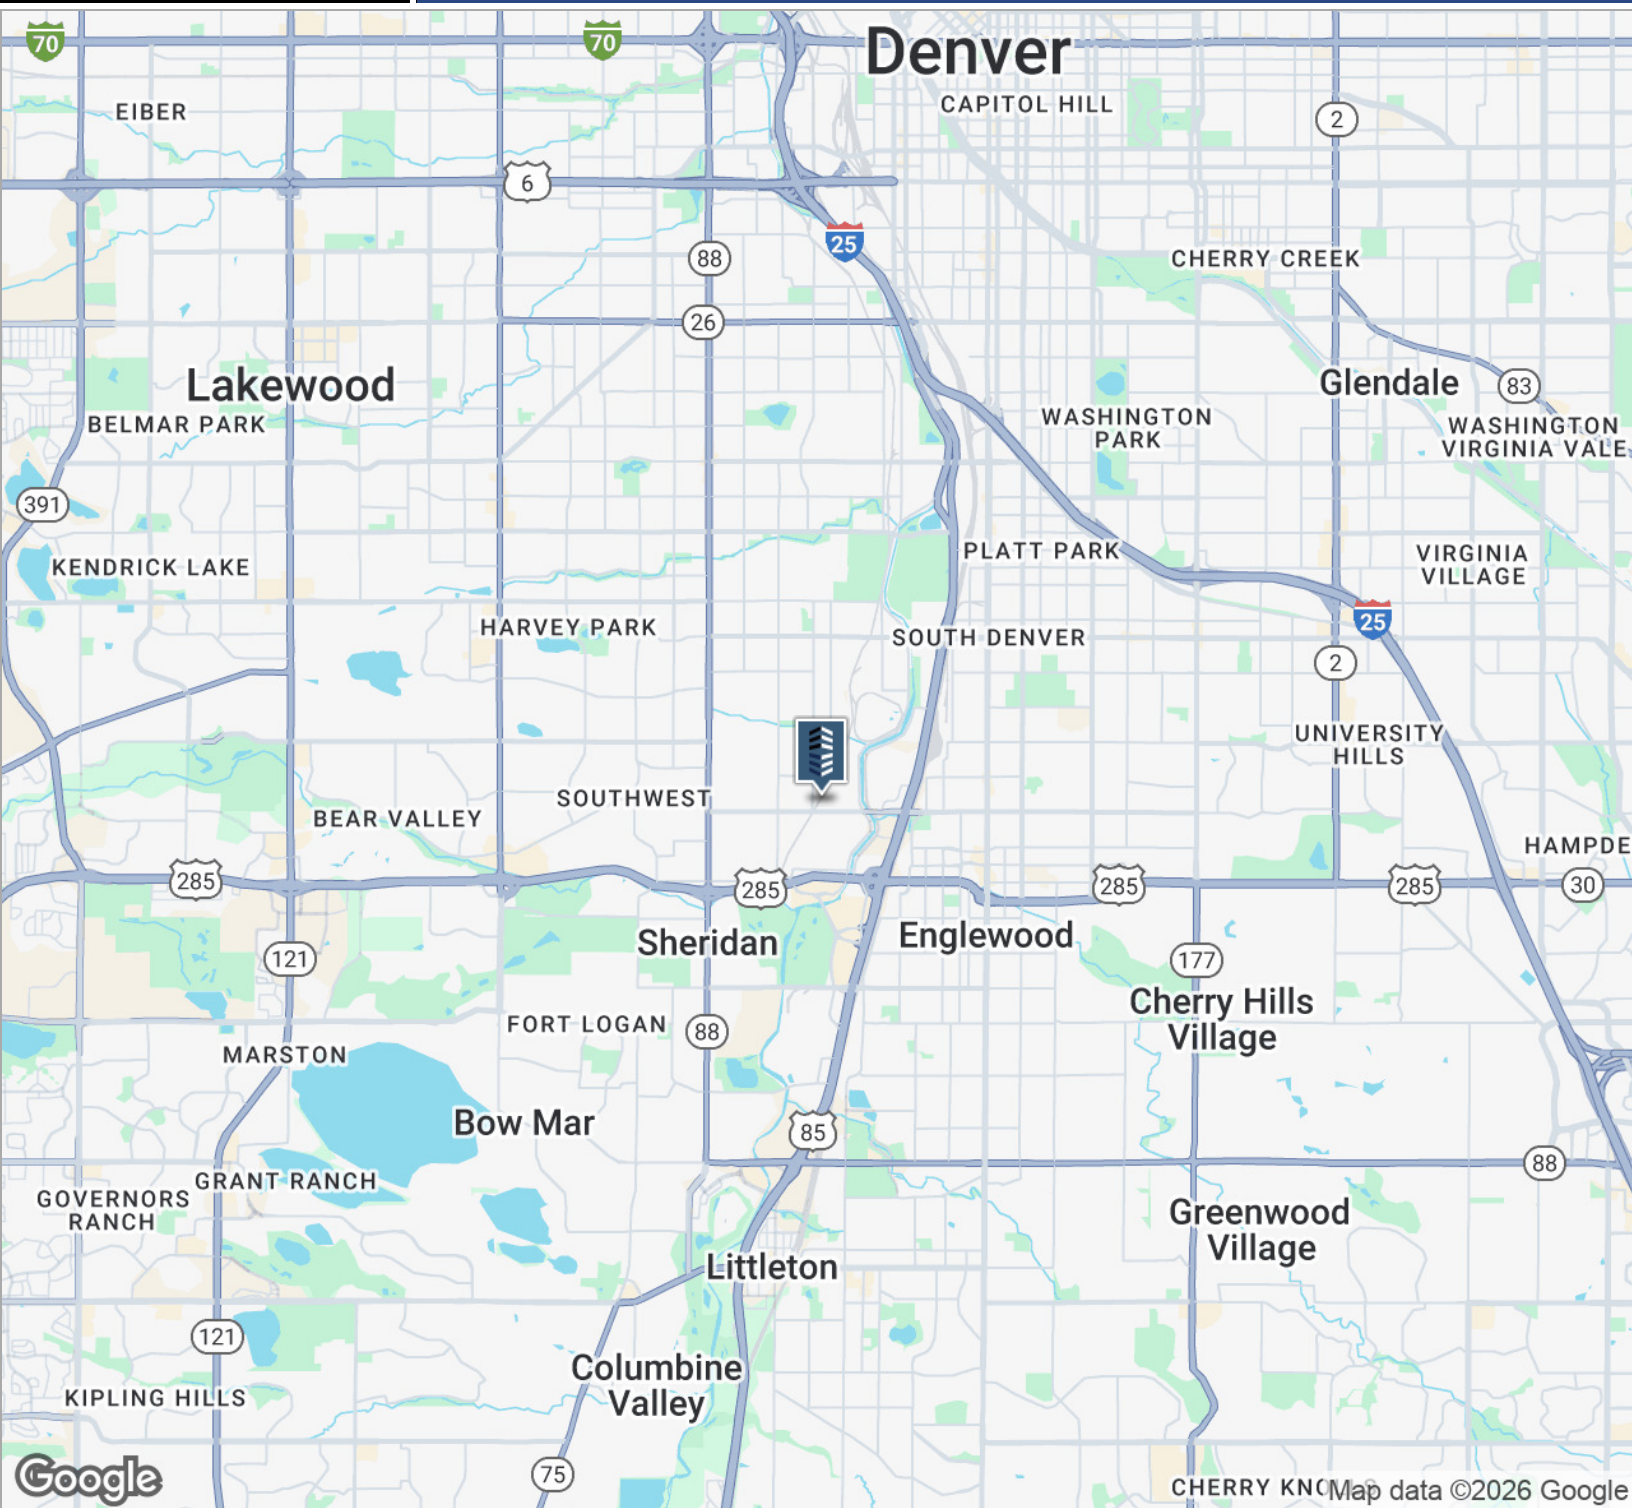 70
70
Denver
CAPITOL HILL
EIBER
2
6
25
88
CHERRY CREEK
26
Lakewood
Glendale
83
BELMAR PARK
WASHINGTON
PARK
WASHINGTON
VIRGINIA VALE
391
KENDRICK LAKE
PLATT PARK
VIRGINIA
VILLAGE
HARVEY PARK
SOUTH DENVER
25
2
UNIVERSITY
HILLS
SOUTHWEST
BEAR VALLEY
HAMPDE
285
285
285
285
30
Sheridan
Englewood
121
177
Cherry Hills
Village
FORT LOGAN
88
MARSTON
Bow Mar
85
88
GRANT RANCH
GOVERNORS
RANCH
Greenwood
Village
Littleton
121
Columbine
Valley
KIPLING HILLS
75
Google
CHERRY KNO
Map data ©2026 Google